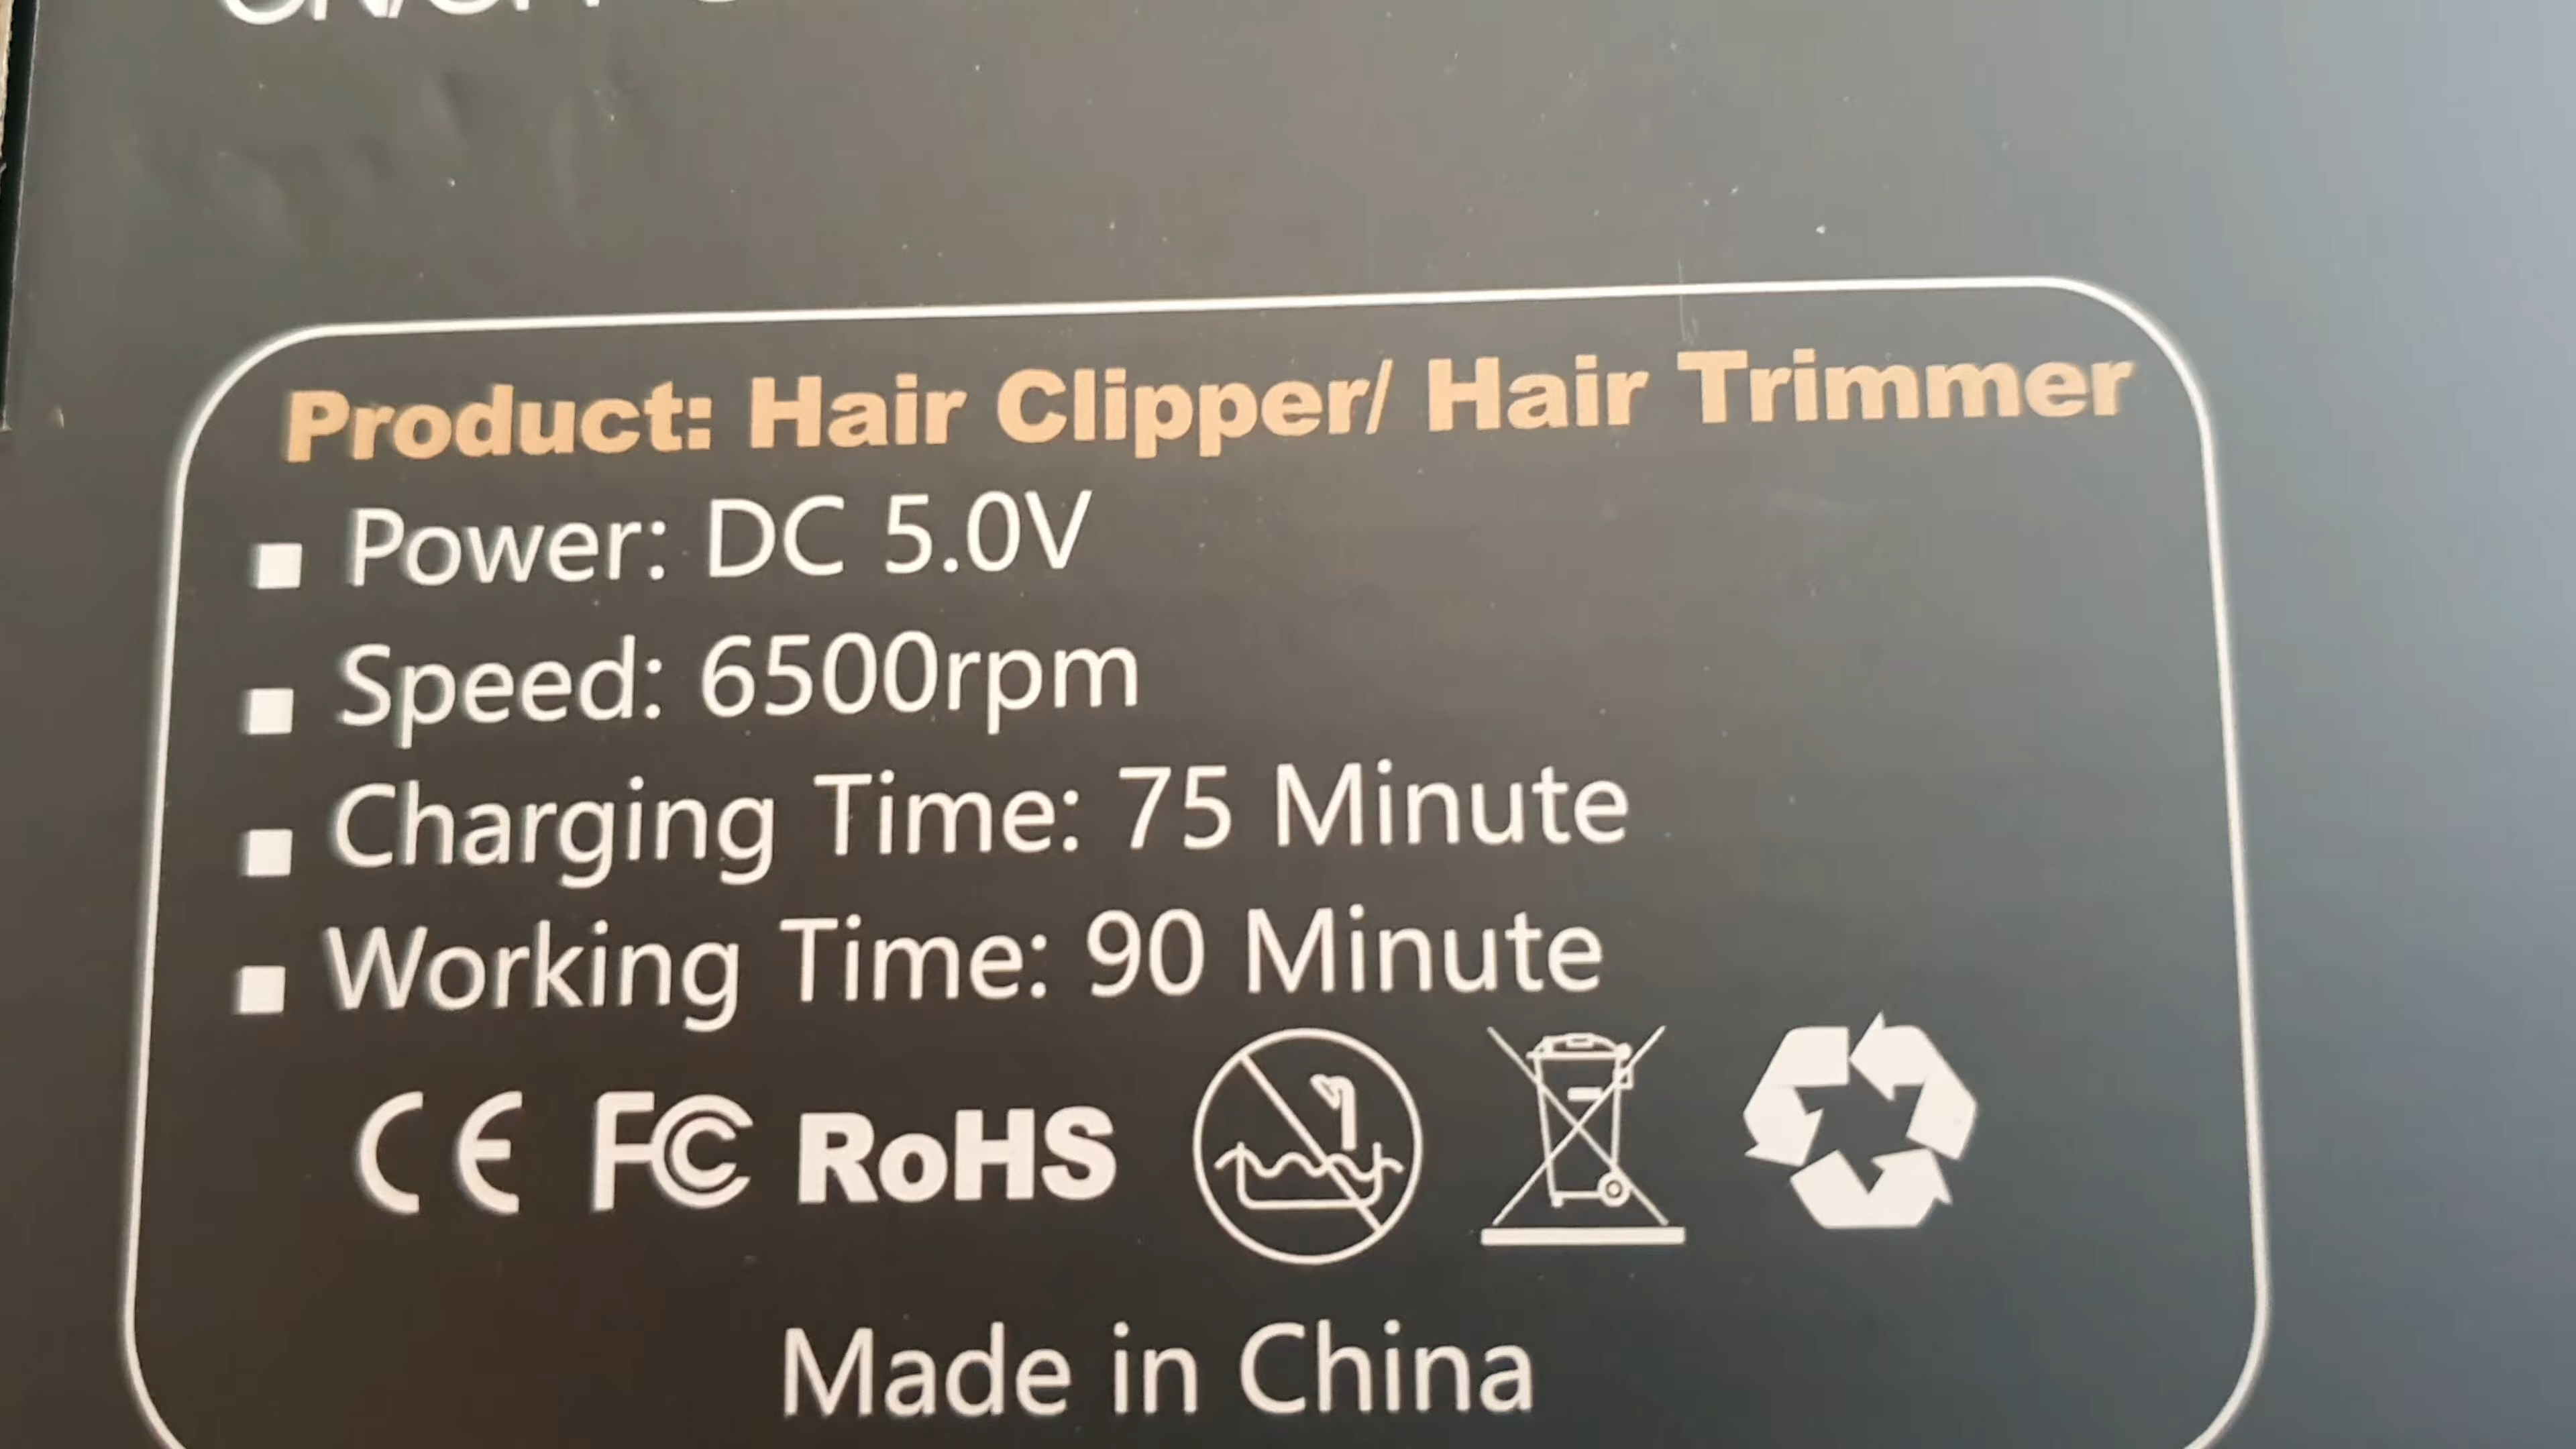 Product: Hair Clipper/ Hair Trimmer
■ Power: DC 5.0V
■ Speed: 6500rpm
■ Charging Time: 75 Minute
■ Working Time: 90 Minute
CE FC RoHS
Made in China